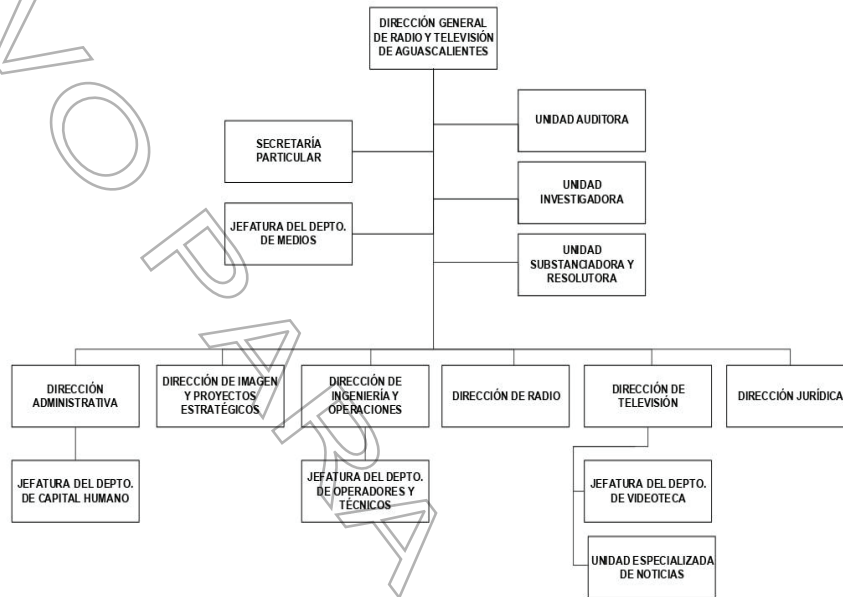 DIRECCIÓN GENERAL
DE RADIO Y TELEVISIÓN
DE AGUASCALIENTES
SECRETARÍA
PARTICULAR
UNIDAD AUDITORA
UNIDAD
INVESTIGADORA
JEFATURA DEL DEPTO.
DE MEDIOS
UNIDAD
SUBSTANCIADORA Y
RESOLUTORA
DIRECCIÓN
ADMINISTRATIVA
DIRECCIÓN DE IMAGEN
Y PROYECTOS
ESTRATÉGICOS
DIRECCIÓN DE
INGENIERÍA Y
OPERACIONES
DIRECCIÓN DE RADIO
DIRECCIÓN DE
TELEVISIÓN
DIRECCIÓN JURÍDICA
JEFATURA DEL DEPTO.
DE CAPITAL HUMANO
JEFATURA DEL DEPTO.
DE OPERADORES Y
TÉCNICOS
JEFATURA DEL DEPTO.
DE VIDEOTECA
UNIDAD ESPECIALIZADA
DE NOTICIAS
VO PARA